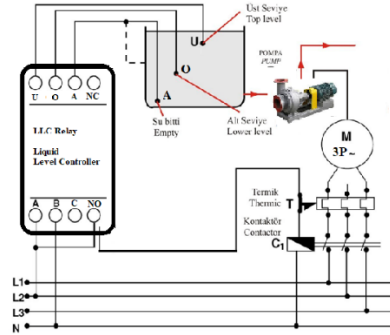 Üst Seviye
Top level
U
O
A
Su bitti
Empty
Alt Seviye
Lower level
POMPA
PUMP
M
3P~
U O A NC
LLC Relay
Liquid
Level Controller
A B C NO
Termik
Thermic
T
Kontaktör
Contactor
C1
L1
L2
L3
N